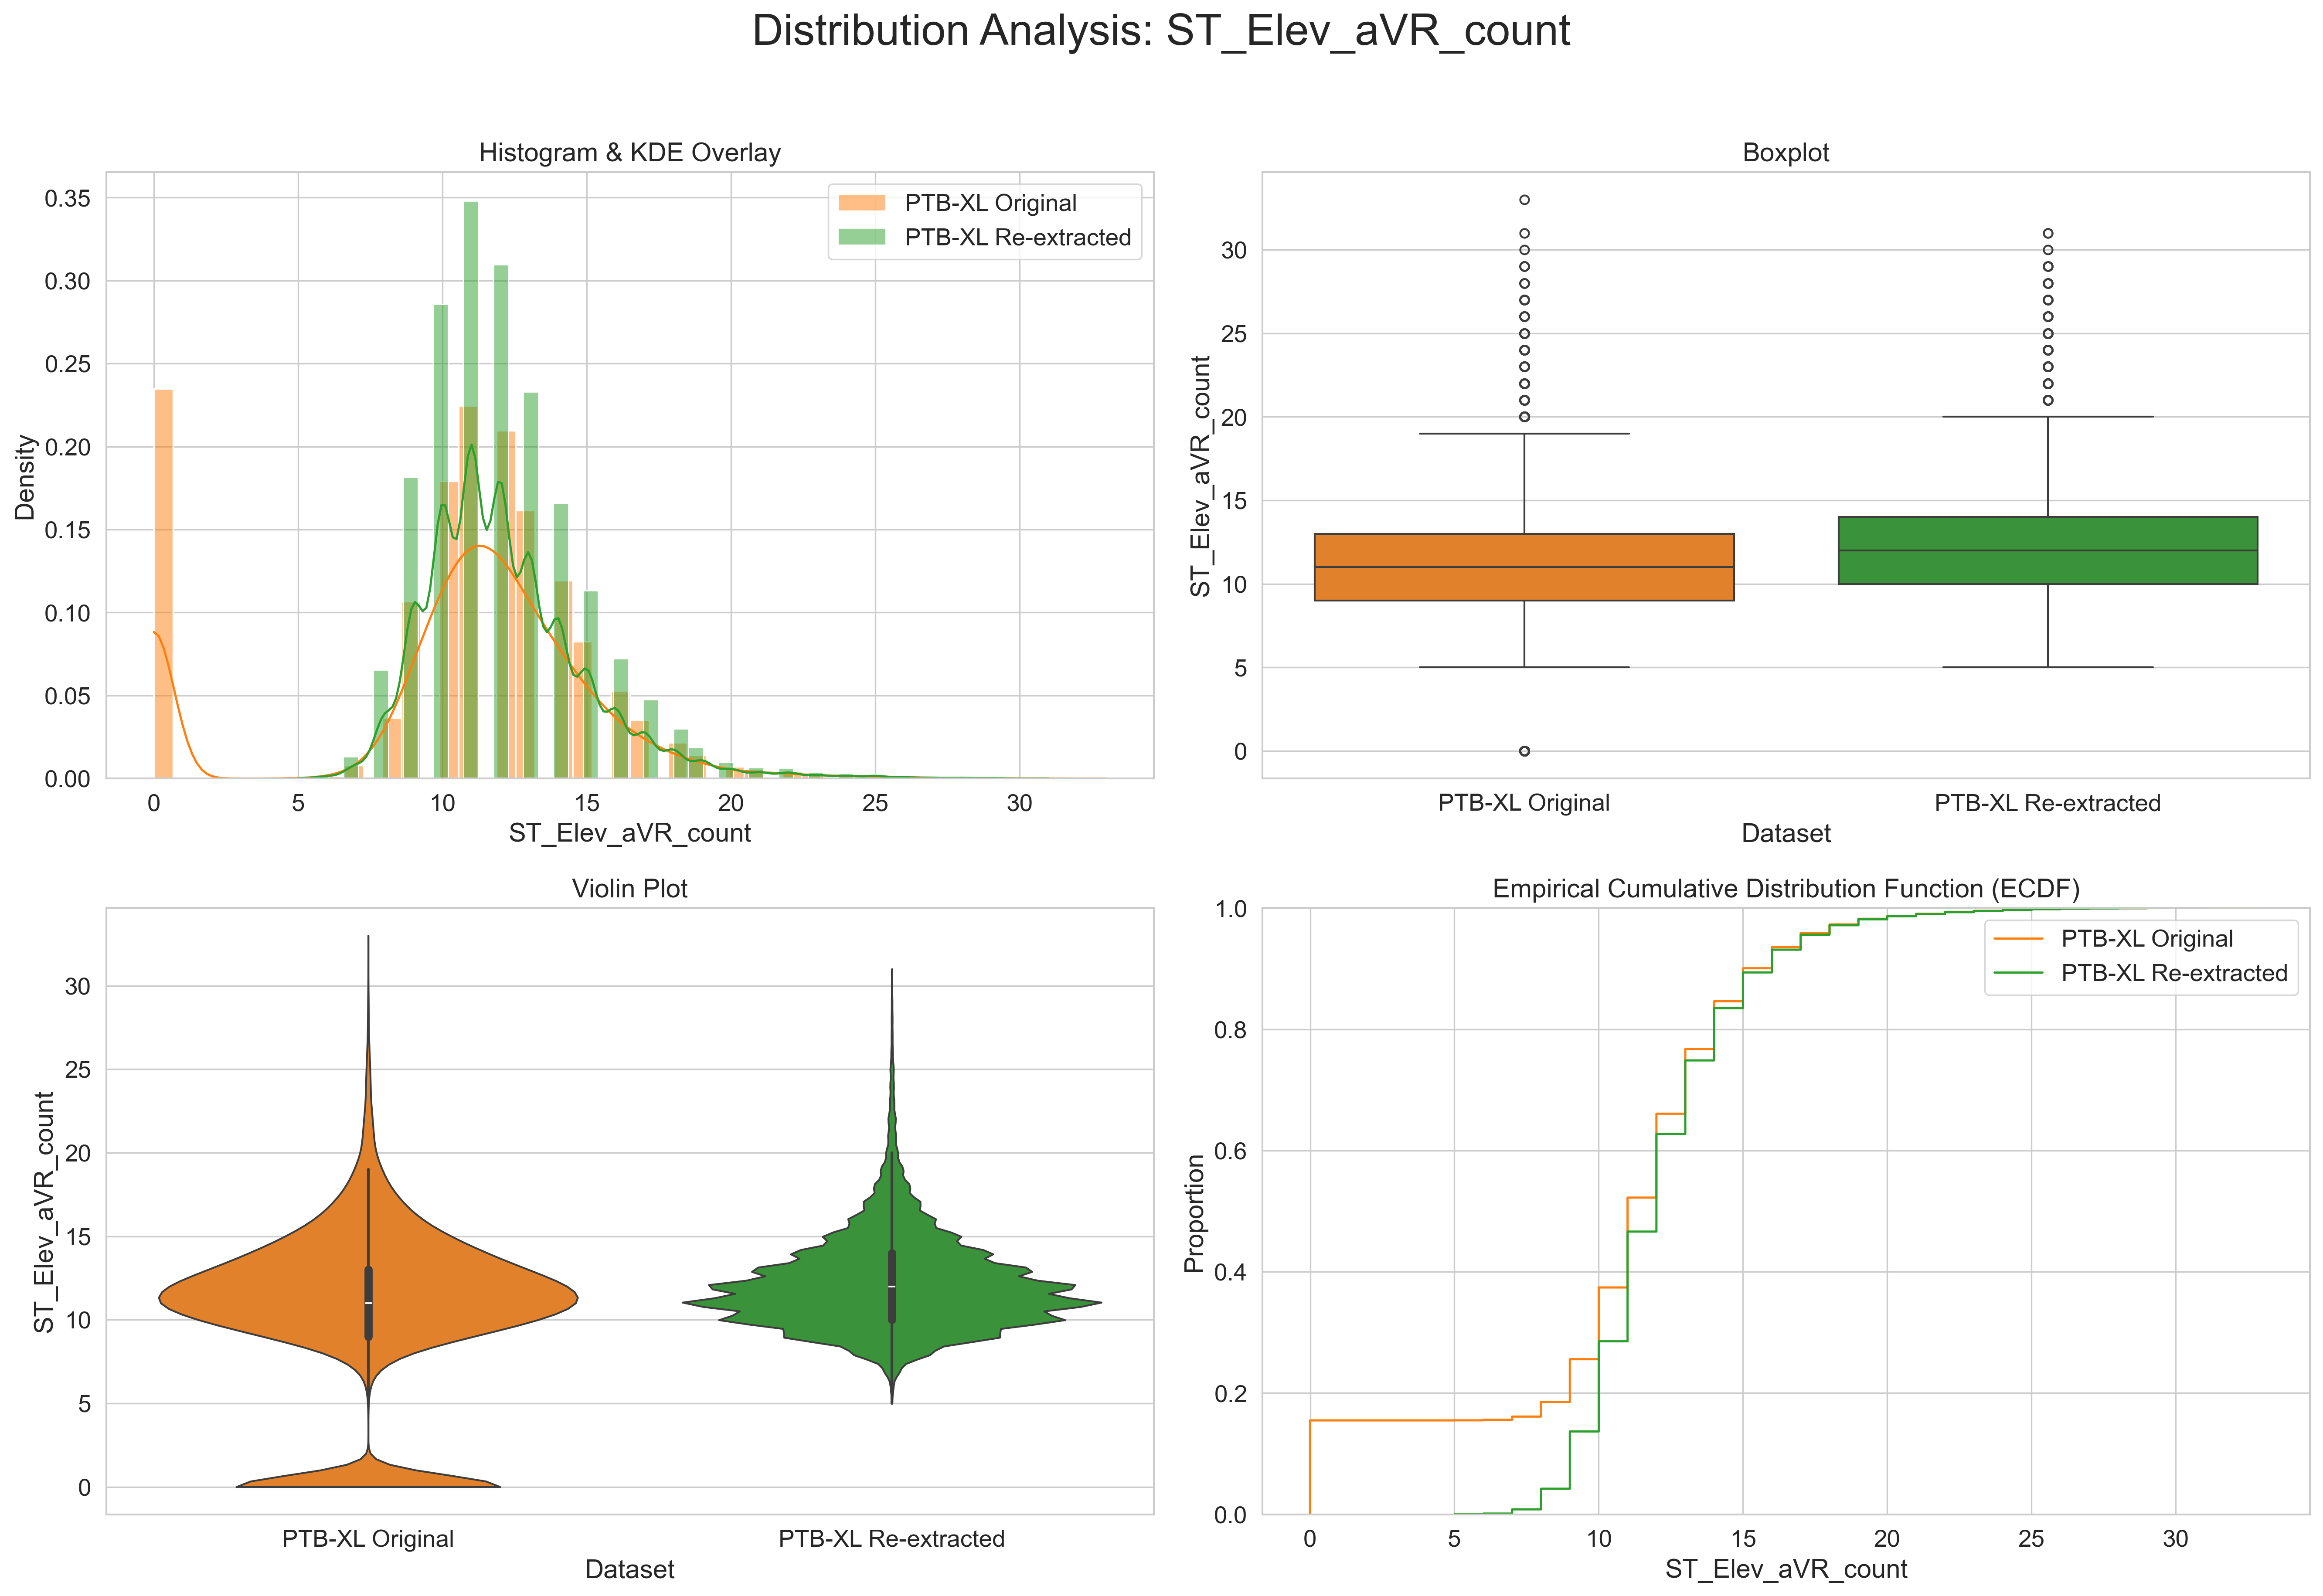 Distribution Analysis: ST_Elev_aVR_count
Histogram & KDE Overlay
0.35
0.30
0.25
0.20
0.15
0.10
0.05
0.00
Density
PTB-XL Original
PTB-XL Re-extracted
0 5 10 15 20 25 30
ST_Elev_aVR_count
Boxplot
30
25
20
15
10
5
0
ST_Elev_aVR_count
PTB-XL Original PTB-XL Re-extracted
Dataset
Violin Plot
30
25
20
15
10
5
0
ST_Elev_aVR_count
PTB-XL Original PTB-XL Re-extracted
Dataset
Empirical Cumulative Distribution Function (ECDF)
1.0
0.8
0.6
0.4
0.2
0.0
Proportion
PTB-XL Original
PTB-XL Re-extracted
0 5 10 15 20 25 30
ST_Elev_aVR_count